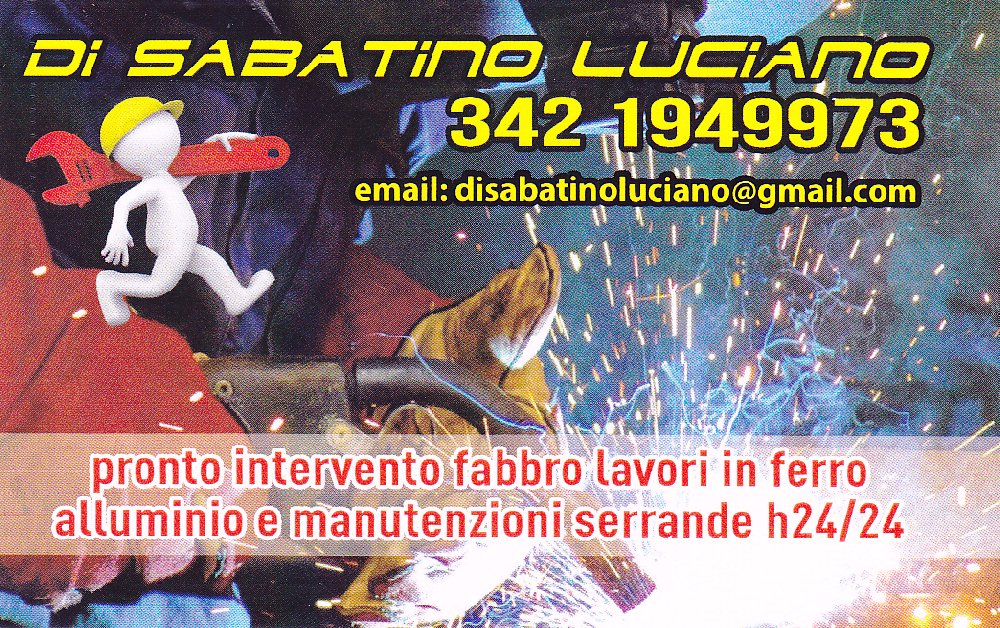 Di SABATiNO LUCiANO
342 1949973
email: disabatinoluciano@gmail.com
pronto intervento fabbro lavori in ferro
alluminio e manutenzioni serrande h24/24